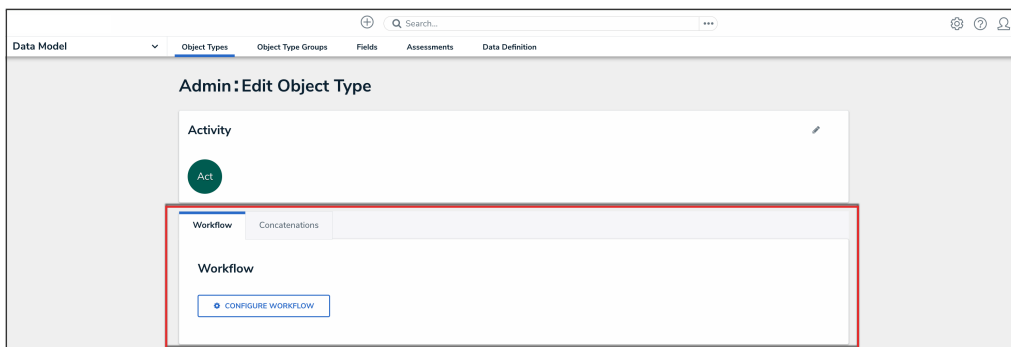 Search...
Data Model
Object Types Object Type Groups Fields Assessments Data Definition
Admin:Edit Object Type
Activity
Act
Workflow Concatenations
Workflow
CONFIGURE WORKFLOW